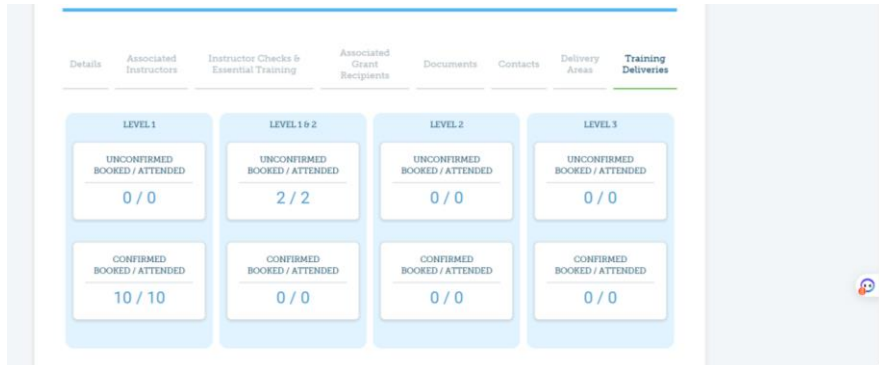 Details
Associated
Instructors
Instructor Checks &
Essential Training
Associated
Grant
Recipients
Documents
Contacts
Delivery
Areas
Training
Deliveries
LEVEL 1
UNCONFIRMED
BOOKED / ATTENDED
0 / 0
CONFIRMED
BOOKED / ATTENDED
10 / 10
LEVEL 1 & 2
UNCONFIRMED
BOOKED / ATTENDED
2 / 2
CONFIRMED
BOOKED / ATTENDED
0 / 0
LEVEL 2
UNCONFIRMED
BOOKED / ATTENDED
0 / 0
CONFIRMED
BOOKED / ATTENDED
0 / 0
LEVEL 3
UNCONFIRMED
BOOKED / ATTENDED
0 / 0
CONFIRMED
BOOKED / ATTENDED
0 / 0